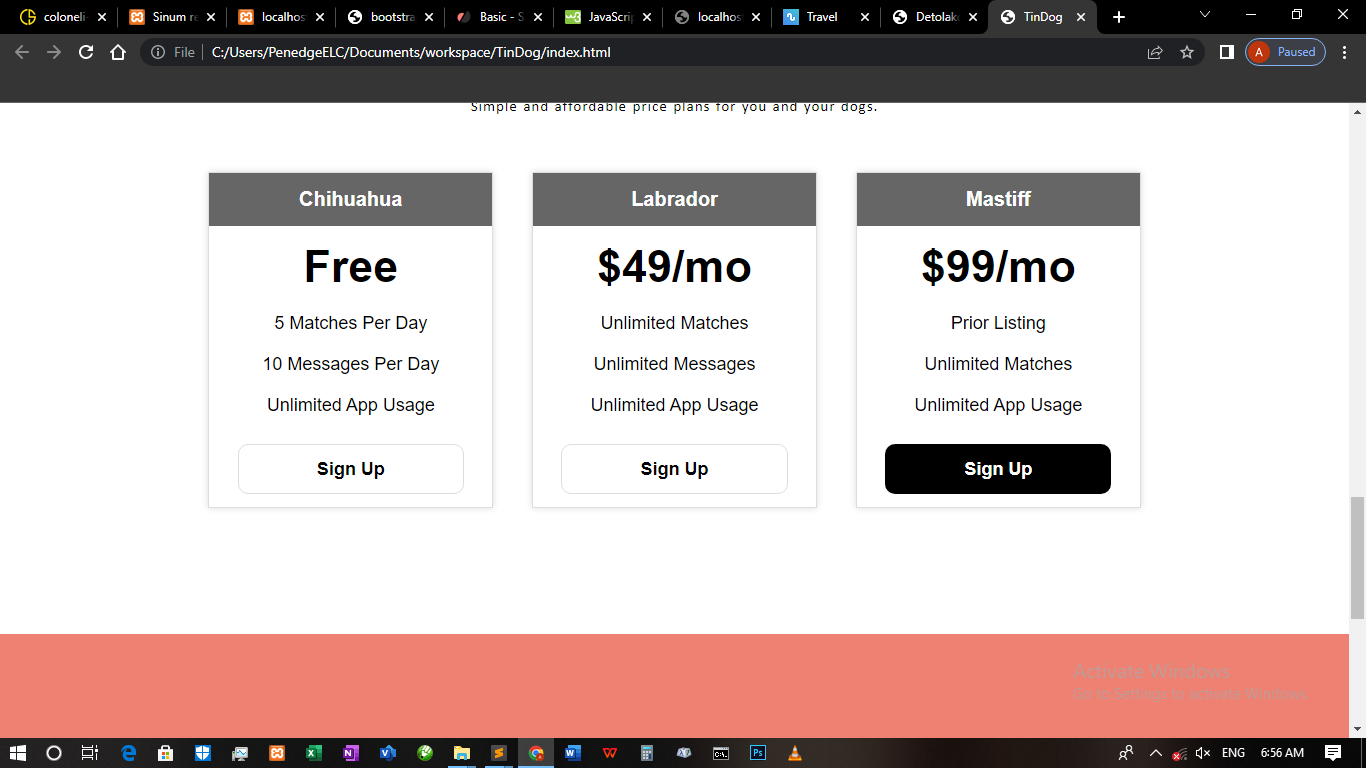 coloneli
Sinum re
localhos
bootstra
Basic - S
JavaScri
localhos
Travel
Detolak
TinDog
File
C:/Users/PenedgeELC/Documents/workspace/TinDog/index.html
A
Paused
Simple and affordable price plans for you and your dogs.
Chihuahua
Free
5 Matches Per Day
10 Messages Per Day
Unlimited App Usage
Sign Up
Labrador
$49/mo
Unlimited Matches
Unlimited Messages
Unlimited App Usage
Sign Up
Mastiff
$99/mo
Prior Listing
Unlimited Matches
Unlimited App Usage
Sign Up
Activate Windows
Go to Settings to activate Windows.
ENG
6:56 AM